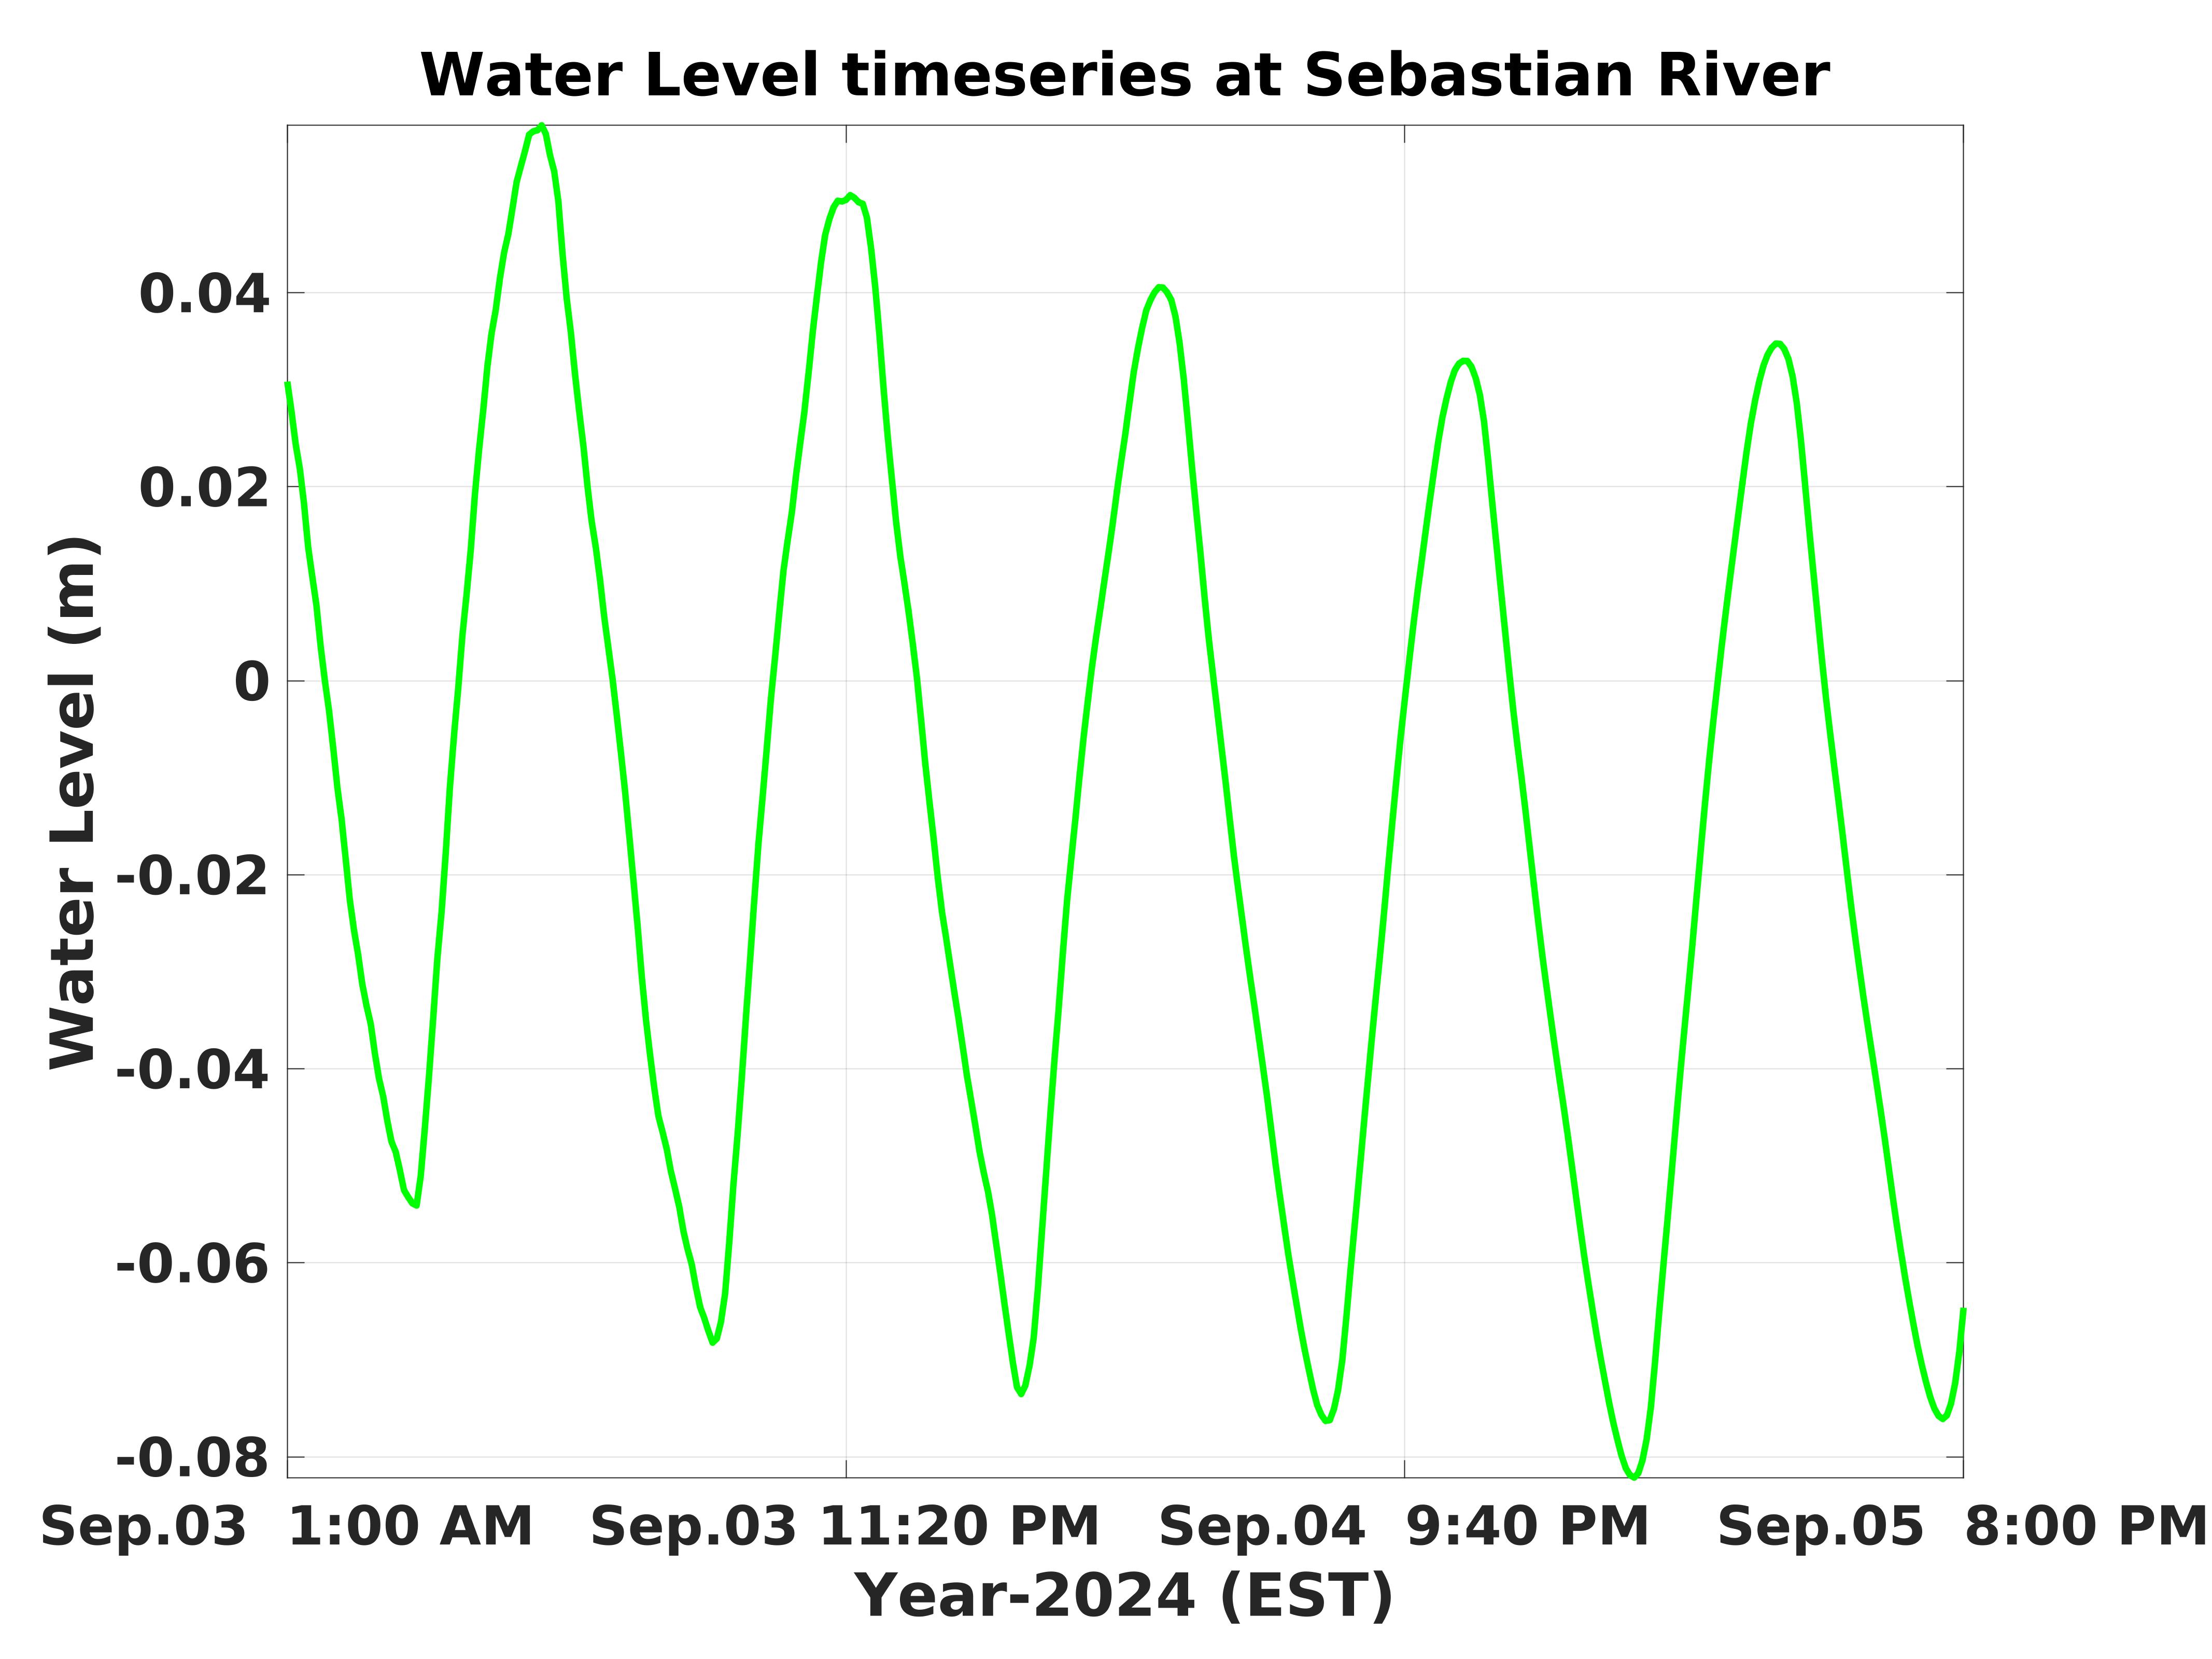 Water Level timeseries at Sebastian River
Water Level (m)
0.04
0.02
0
-0.02
-0.04
-0.06
-0.08
Sep.03 1:00 AM Sep.03 11:20 PM Sep.04 9:40 PM Sep.05 8:00 PM
Year-2024 (EST)